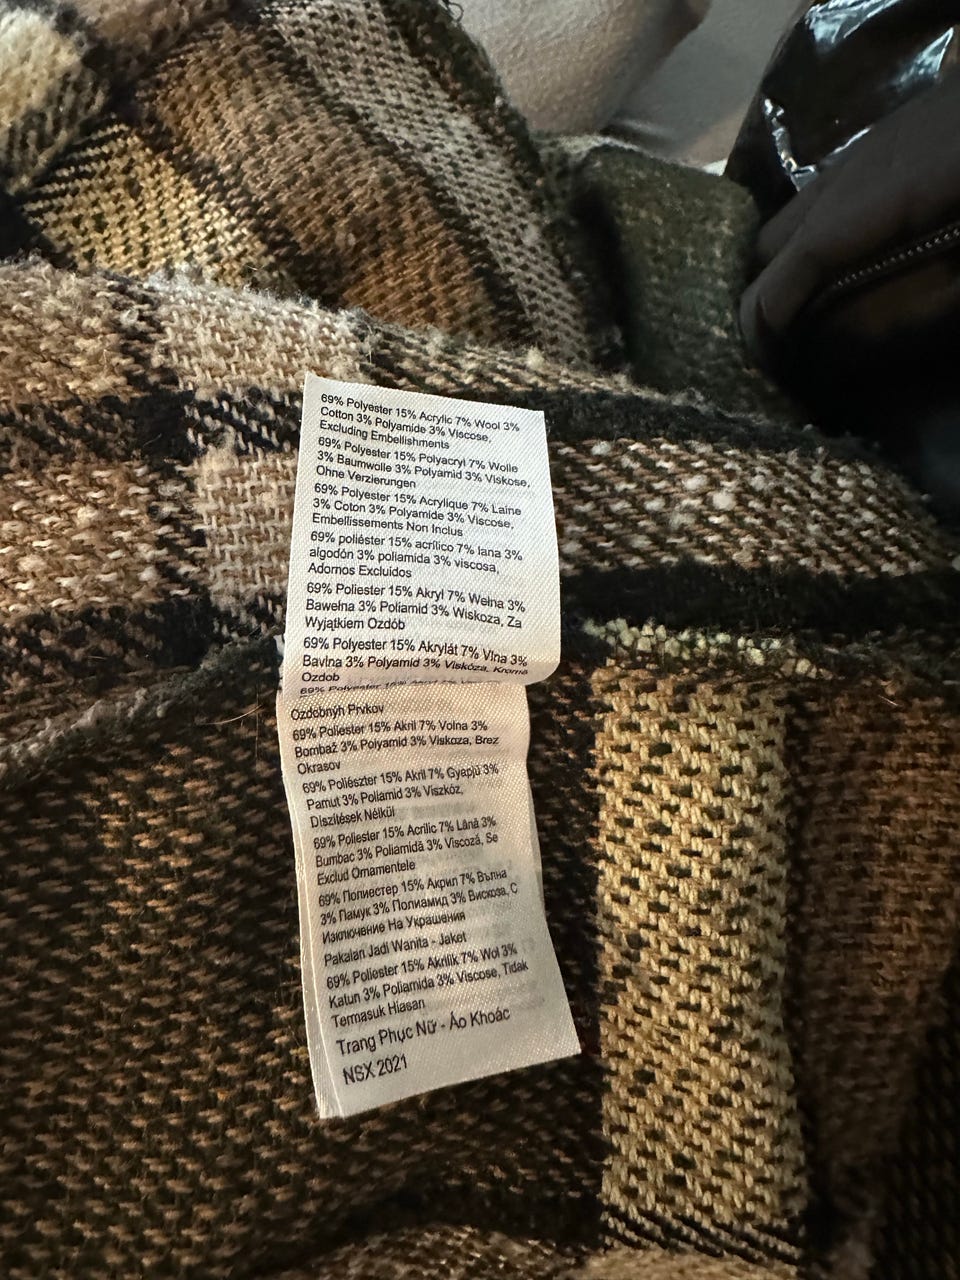 69% Polyester 15% Acrylic 7% Wool 3%
Cotton 3% Polyamide 3% Viscose,
Excluding Embellishments
69% Polyester 15% Polyacryl 7% Wolle
3% Baumwolle 3% Polyamid 3% Viskose,
Ohne Verzierungen
69% Polyester 15% Acrylique 7% Laine
3% Coton 3% Polyamide 3% Viscose,
Embellissements Non Inclus
69% poliéster 15% acrílico 7% lana 3%
algodón 3% poliamida 3% viscosa,
Adornos Excluidos
69% Poliester 15% Akryl 7% Wełna 3%
Bawełna 3% Poliamid 3% Wiskoza, Za
Wyjątkiem Ozdób
69% Polyester 15% Akrylát 7% Vlna 3%
Bavlna 3% Polyamid 3% Viskóza, Kromě
Ozdob
69% Polyester 15%
Ozdobnýh Prvkov
69% Poliester 15% Akril 7% Volna 3%
Bombaž 3% Polyamid 3% Viskoza, Brez
Okrasov
69% Poliészter 15% Akril 7% Gyapjú 3%
Pamut 3% Poliamid 3% Viszkóz,
Díszítések Nélkül
69% Poliester 15% Acrilic 7% Lână 3%
Bumbac 3% Poliamidă 3% Viscoză, Se
Exclud Ornamentele
69% Полиестер 15% Акрил 7% Вълна
3% Памук 3% Полиамид 3% Вискоза, С
Изключение На Украшения
Pakaian Jadi Wanita - Jaket
69% Poliester 15% Akrilik 7% Wol 3%
Katun 3% Poliamida 3% Viscose, Tidak
Termasuk Hiasan
Trang Phục Nữ - Áo Khoác
NSX 2021